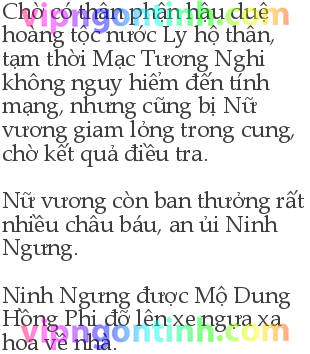 Chờ có thân phận hậu duệ
hoàng tộc nước Ly hộ thân,
tạm thời Mạc Tương Nghi
không nguy hiểm đến tính
mạng, nhưng cũng bị Nữ
vương giam lỏng trong cung,
chờ kết quả điều tra.
Nữ vương còn ban thưởng rất
nhiều châu báu, an ủi Ninh
Ngưng.
Ninh Ngưng được Mộ Dung
Hồng Phi đỡ lên xe ngựa xa
hoa về nhà.
vipngontinh.com
vipngontinh.com